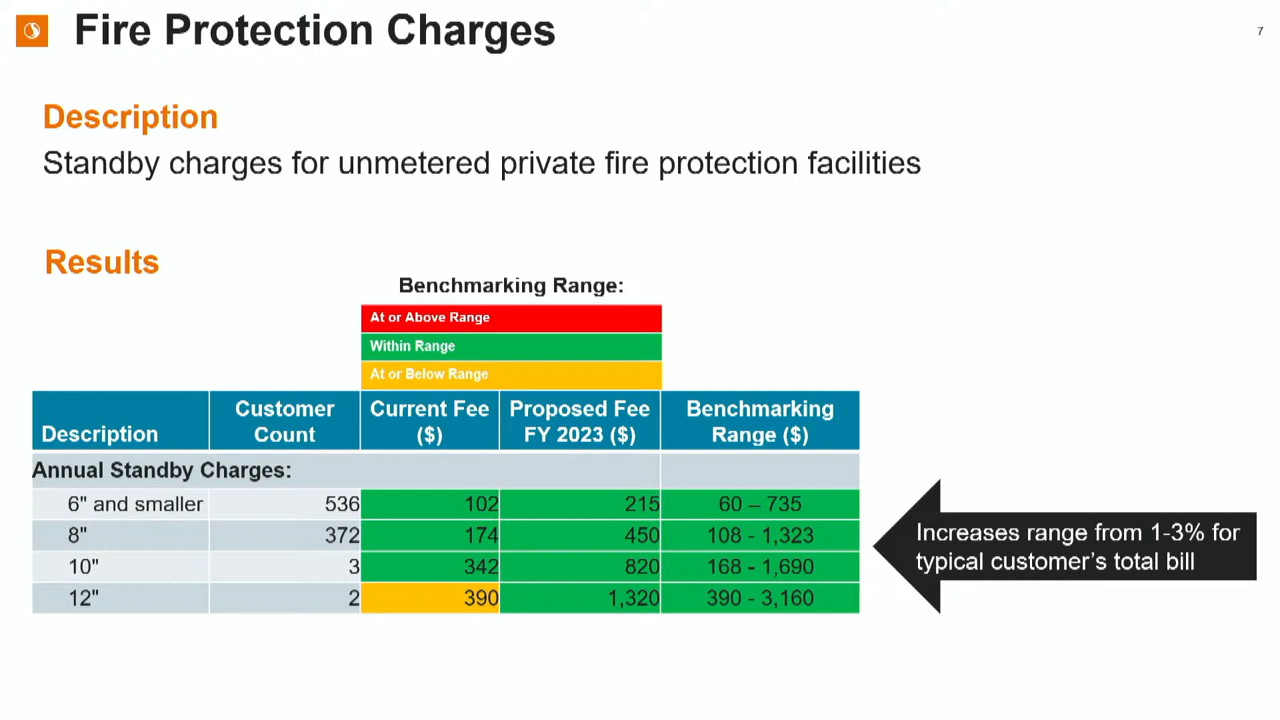 Fire Protection Charges
7
Description
Standby charges for unmetered private fire protection facilities
Results
Benchmarking Range:
At or Above Range
Within Range
At or Below Range
Description Customer Count Current Fee ($) Proposed Fee FY 2023 ($) Benchmarking Range ($)
Annual Standby Charges:
6" and smaller 536 102 215 60 – 735
8" 372 174 450 108 - 1,323
10" 3 342 820 168 - 1,690
12" 2 390 1,320 390 - 3,160
Increases range from 1-3% for
typical customer's total bill